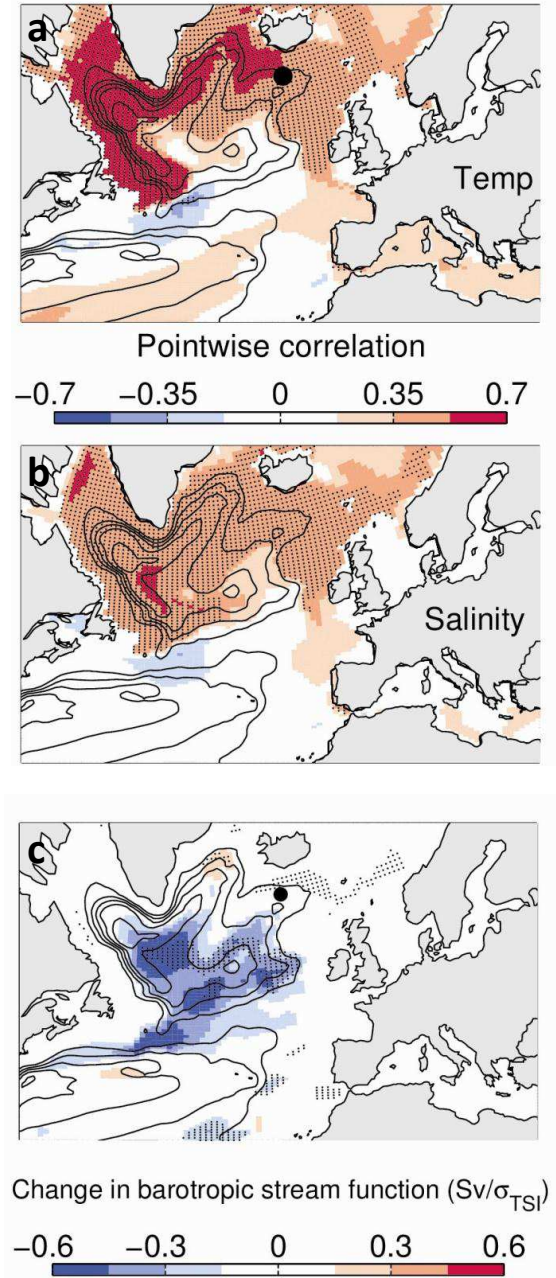 a
Temp
Pointwise correlation
−0.7 −0.35 0 0.35 0.7
b
Salinity
c
Change in barotropic stream function (Sv/σTSI)
−0.6 −0.3 0 0.3 0.6